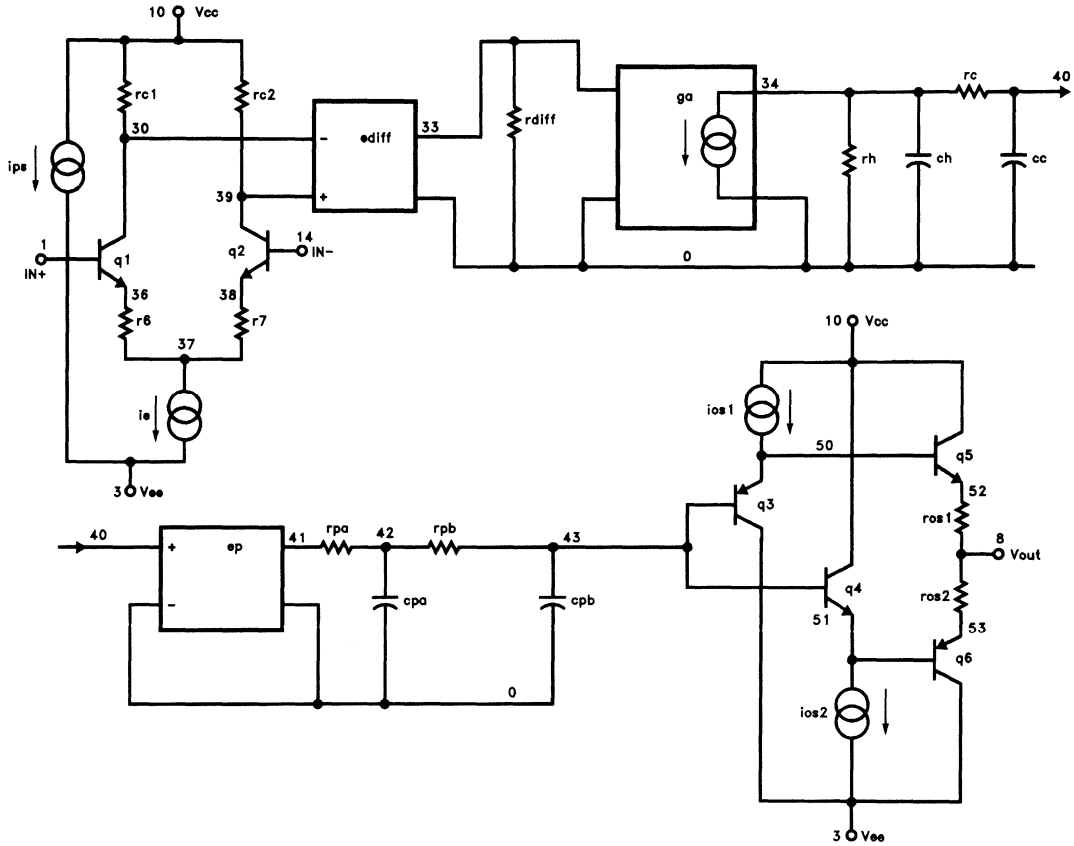 10 Vcc
rc1
rc2
30
ips
39
1
IN+
q1
q2
14
IN-
36
38
r6
r7
37
ie
3 Vee
-
ediff
+
33
rdiff
ga
34
rc
40
rh
ch
cc
0
40
+
ep
-
41
rpa
42
rpb
43
cpa
cpb
0
10 Vcc
ios1
50
q5
q3
52
ros1
8
Vout
q4
51
ros2
53
q6
ios2
3 Vee